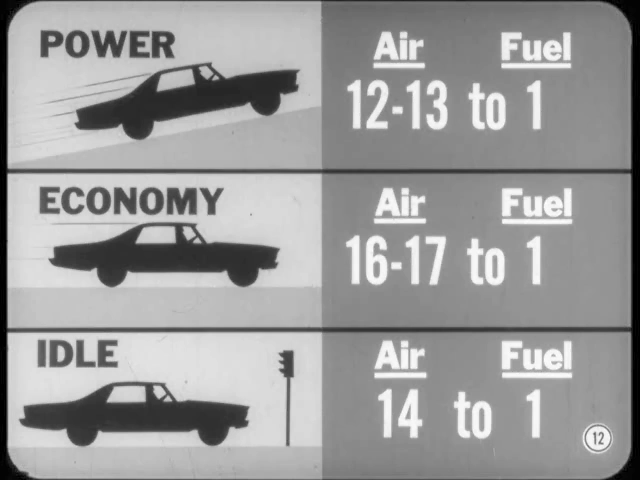 POWER
Air Fuel
12-13 to 1
ECONOMY
Air Fuel
16-17 to 1
IDLE
Air Fuel
14 to 1
12